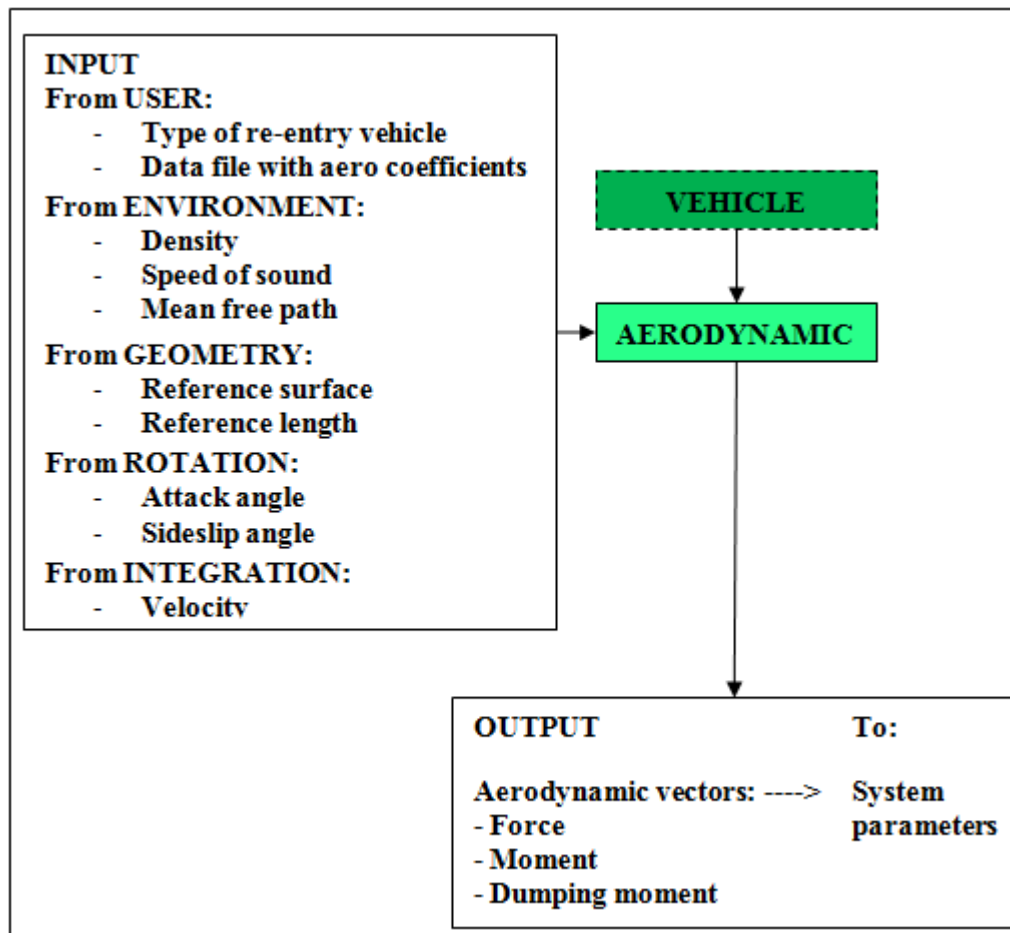 INPUT
From USER:
- Type of re-entry vehicle
- Data file with aero coefficients
From ENVIRONMENT:
- Density
- Speed of sound
- Mean free path
From GEOMETRY:
- Reference surface
- Reference length
From ROTATION:
- Attack angle
- Sideslip angle
From INTEGRATION:
- Velocity
VEHICLE
AERODYNAMIC
OUTPUT To:
Aerodynamic vectors: ----> System
- Force parameters
- Moment
- Dumping moment